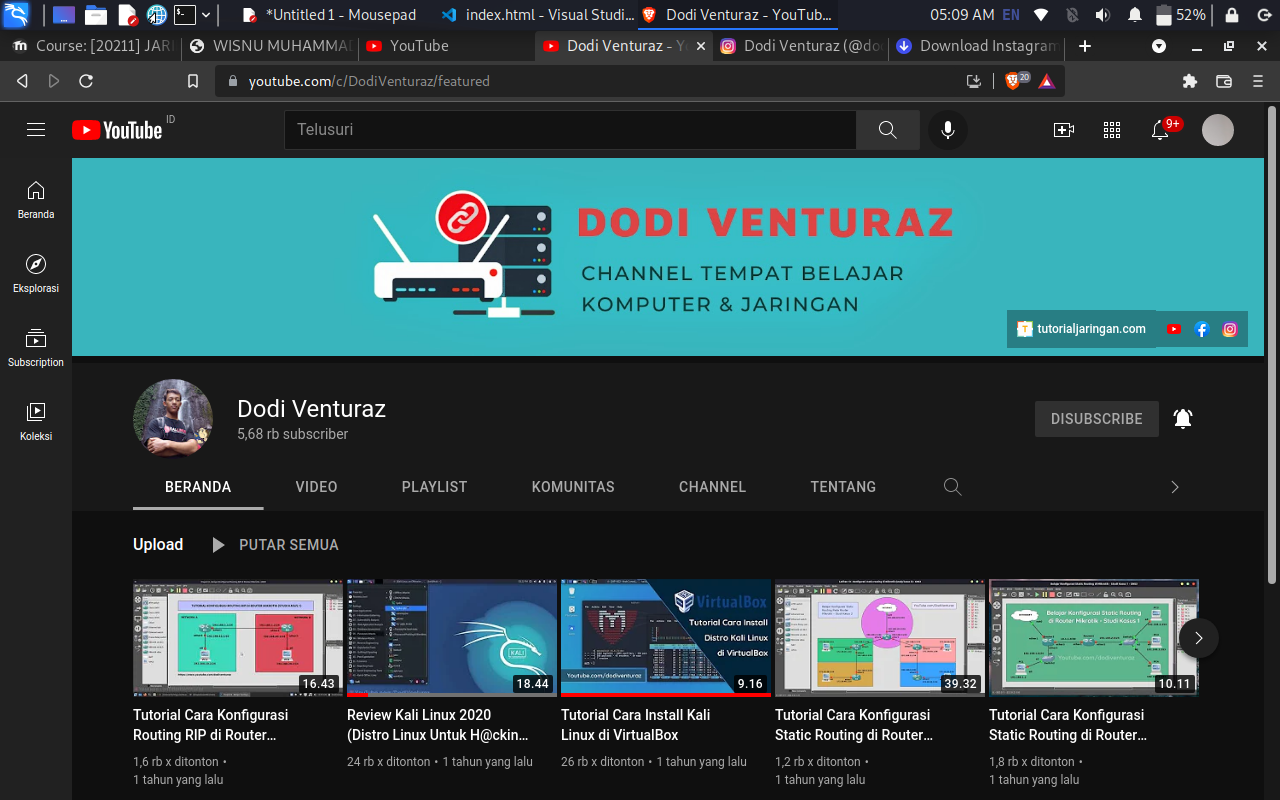 *Untitled 1 - Mousepad
index.html - Visual Studi...
Dodi Venturaz - YouTub...
05:09 AM EN 52%
Course: [20211] JAR
WISNU MUHAMMA
YouTube
Dodi Venturaz - Y
Dodi Venturaz (@do
Download Instagram
youtube.com/c/DodiVenturaz/featured
20
YouTube ID
Telusuri
9+
Beranda
Eksplorasi
Subscription
Koleksi
DODI VENTURAZ
CHANNEL TEMPAT BELAJAR
KOMPUTER & JARINGAN
tutorialjaringan.com
Dodi Venturaz
5,68 rb subscriber
DISUBSCRIBE
BERANDA VIDEO PLAYLIST KOMUNITAS CHANNEL TENTANG
Upload PUTAR SEMUA
16.43
KALI
18.44
VirtualBox
Tutorial Cara Install
Distro Kali Linux
di VirtualBox
Youtube.com/dodiventuraz
9.16
39.32
Belajar Konfigurasi Static Routing
di Router Mikrotik - Studi Kasus 1
Youtube.com/dodiventuraz
10.11
Tutorial Cara Konfigurasi
Routing RIP di Router...
1,6 rb x ditonton •
1 tahun yang lalu
Review Kali Linux 2020
(Distro Linux Untuk H@ckin...
24 rb x ditonton • 1 tahun yang lalu
Tutorial Cara Install Kali
Linux di VirtualBox
26 rb x ditonton • 1 tahun yang lalu
Tutorial Cara Konfigurasi
Static Routing di Router...
1,2 rb x ditonton •
1 tahun yang lalu
Tutorial Cara Konfigurasi
Static Routing di Router...
1,8 rb x ditonton •
1 tahun yang lalu